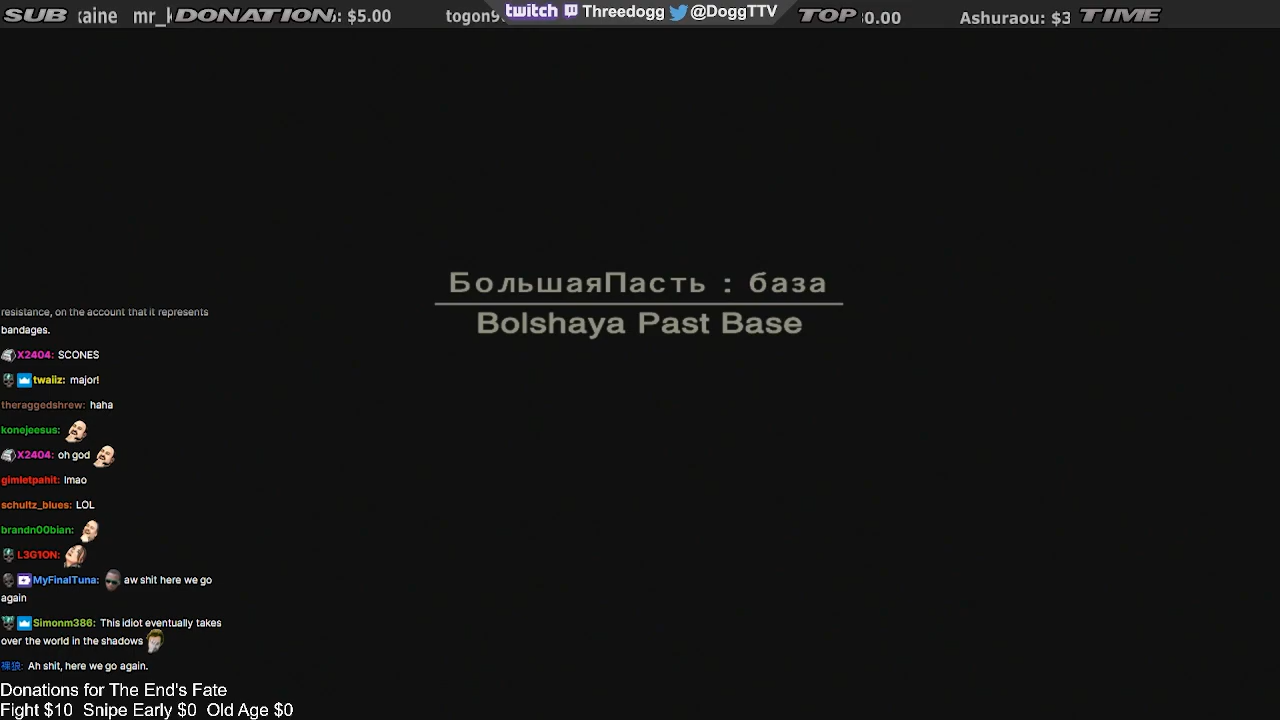 SUB kaine mr_ DONATION: $5.00 togon9 twitch Threedogg @DoggTTV TOP 0.00 Ashuraou: $3 TIME
БольшаяПасть : база
Bolshaya Past Base
resistance, on the account that it represents
bandages.
X2404: SCONES
twaiiz: major!
theraggedshrew: haha
konejeesus:
X2404: oh god
gimletpahit: lmao
schultz_blues: LOL
brandn00bian:
L3G1ON:
MyFinalTuna: aw shit here we go
again
Simonm386: This idiot eventually takes
over the world in the shadows
裸狼: Ah shit, here we go again.
Donations for The End's Fate
Fight $10 Snipe Early $0 Old Age $0